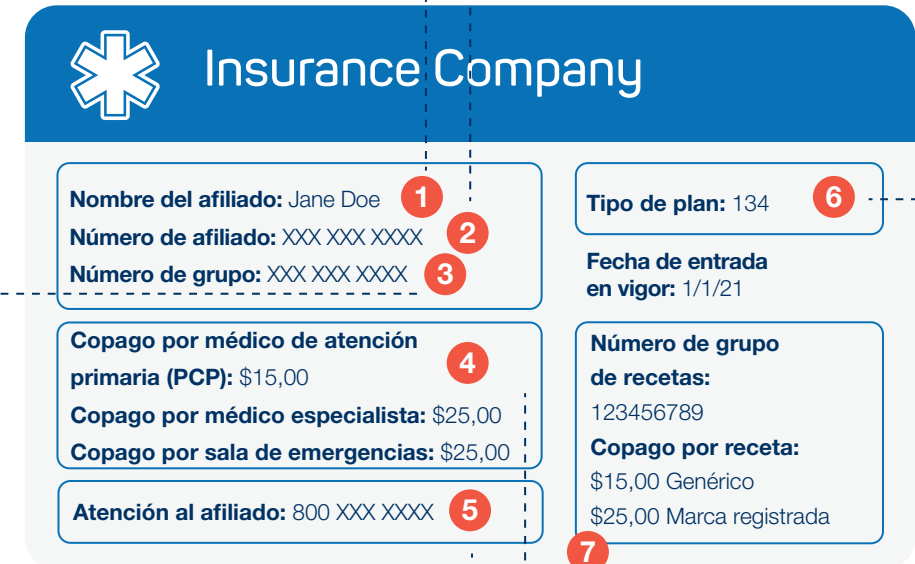 Insurance Company
Nombre del afiliado: Jane Doe 1
Número de afiliado: XXX XXX XXXX 2
Número de grupo: XXX XXX XXXX 3
Copago por médico de atención
primaria (PCP): $15,00
4
Copago por médico especialista: $25,00
Copago por sala de emergencias: $25,00
Atención al afiliado: 800 XXX XXXX 5
Tipo de plan: 134 6
Fecha de entrada
en vigor: 1/1/21
Número de grupo
de recetas:
123456789
Copago por receta:
$15,00 Genérico
$25,00 Marca registrada
7